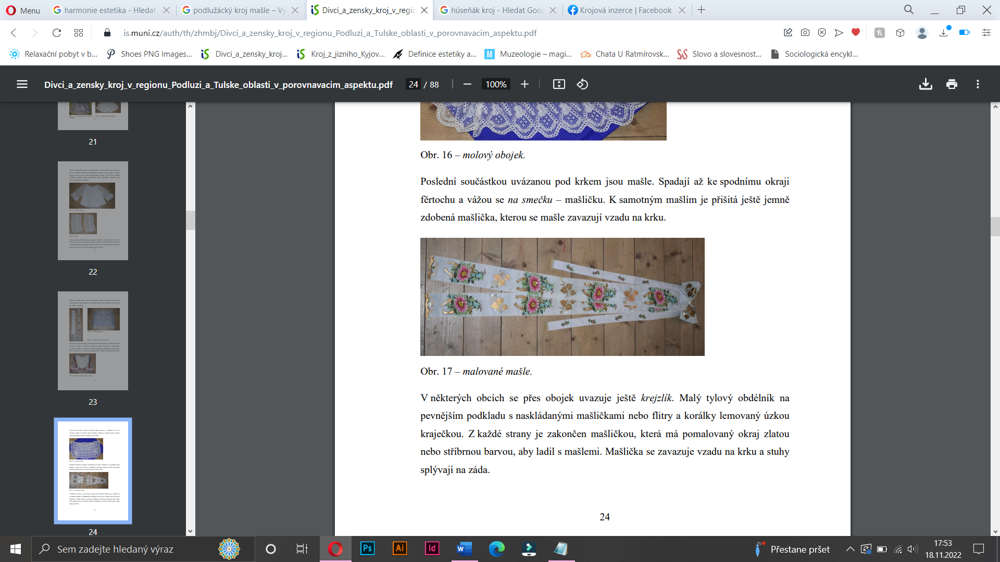 Menu
harmonie estetika - Hledat
podlužácký kroj mašle – Vy
Divci_a_zensky_kroj_v_regio
húseňák kroj - Hledat Goog
Krojová inzerce | Facebook
is.muni.cz/auth/th/zhmbj/Divci_a_zensky_kroj_v_regionu_Podluzi_a_Tulske_oblasti_v_porovnavacim_aspektu.pdf
Relaxační pobyt v b...
Shoes PNG Images...
Divci_a_zensky_kroj...
Kroj_z_jizniho_Kyjov...
Definice estetiky a...
Muzeologie – magi...
Chata U Ratmírovsk...
Slovo a slovesnost...
Sociologická encykl...
Divci_a_zensky_kroj_v_regionu_Podluzi_a_Tulske_oblasti_v_porovnavacim_aspektu.pdf
24 / 88
100%
21
22
23
24
Obr. 16 – molový obojek.
Poslední součástkou uvázanou pod krkem jsou mašle. Spadají až ke spodnímu okraji
fěrtochu a vážou se na smečku – mašličku. K samotným mašlím je přišitá ještě jemně
zdobená mašlička, kterou se mašle zavazují vzadu na krku.
Obr. 17 – malované mašle.
V některých obcích se přes obojek uvazuje ještě krejzlík. Malý tylový obdélník na
pevnějším podkladu s naskládanými mašličkami nebo flitry a korálky lemovaný úzkou
kraječkou. Z každé strany je zakončen mašličkou, která má pomalovaný okraj zlatou
nebo stříbrnou barvou, aby ladil s mašlemi. Mašlička se zavazuje vzadu na krku a stuhy
splývají na záda.
24
Sem zadejte hledaný výraz
Ps
Ai
Id
Přestane pršet
17:53
18.11.2022